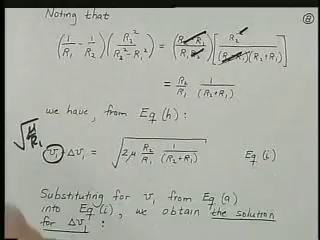 Noting that
⑧
(1/R₁ - 1/R₂)(R₂²/(R₂² - R₁²)) = ((R₂ - R₁)/(R₁R₂))[R₂²/((R₂ - R₁)(R₂+R₁))]
= R₂/R₁ 1/(R₂+R₁)
we have, from Eq (h):
√(μ/R₁)
v₁ + Δv₁ = √(2μ R₂/R₁ 1/(R₂+R₁)) Eq (i)
Substituting for v₁ from Eq (g)
into Eq (i), we obtain the solution
for Δv₁ :